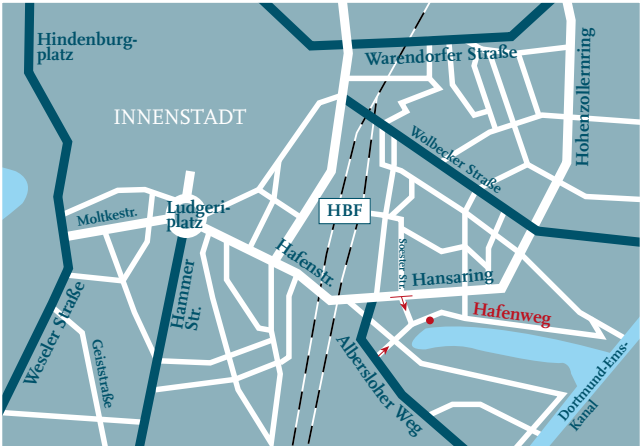 Hindenburg-
platz
Warendorfer Straße
Hohenzollernring
INNENSTADT
Wolbecker Straße
Moltkestr.
Ludgeri-
platz
HBF
Hafenstr.
Soester Str.
Hansaring
Hammer
Str.
Weseler Straße
Geiststraße
Hafenweg
Albersloher Weg
Dortmund-Ems-
Kanal